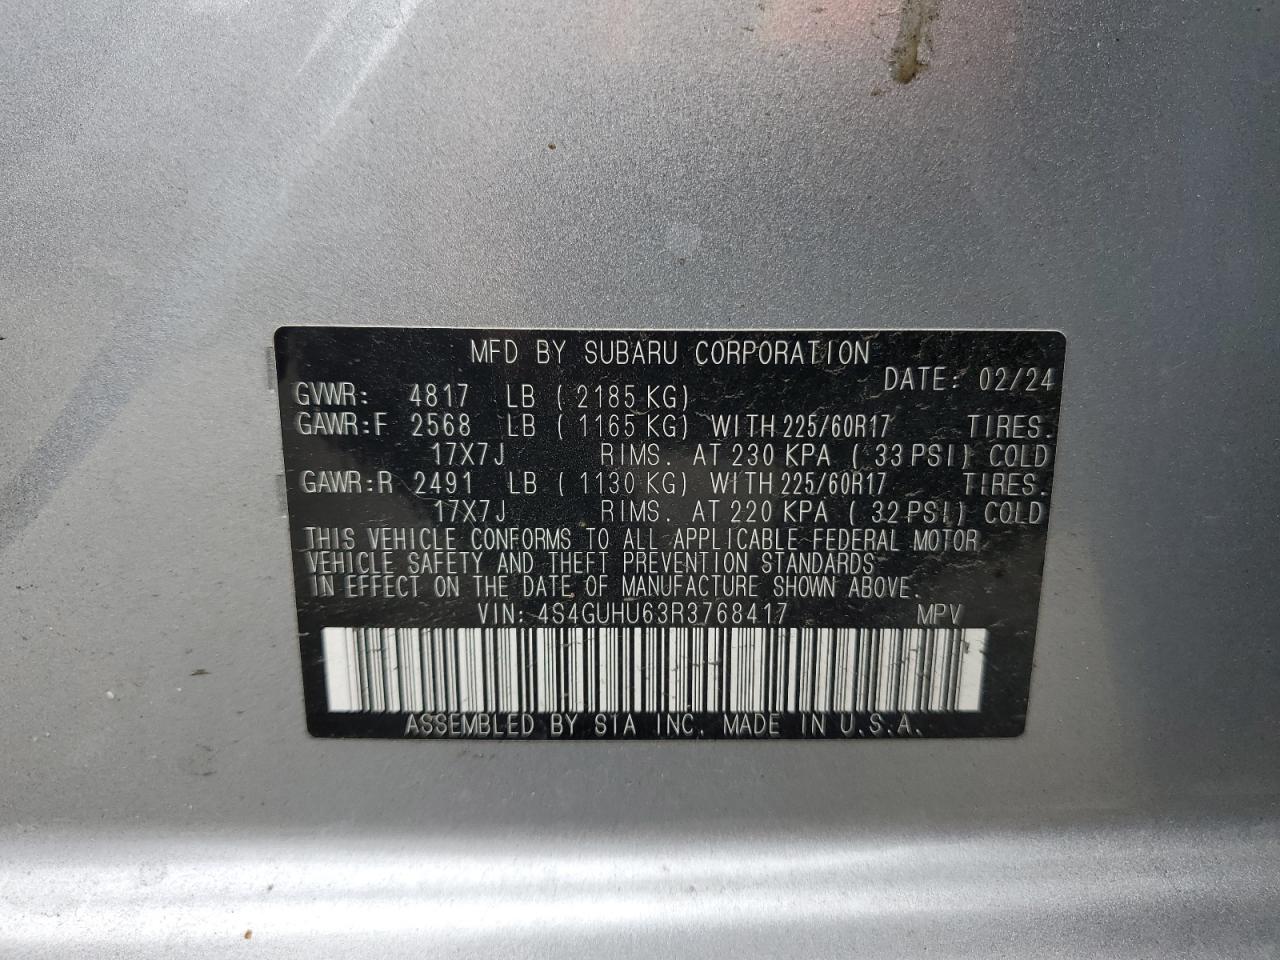 MFD BY SUBARU CORPORATION
DATE: 02/24
GVWR: 4817 LB ( 2185 KG)
GAWR:F 2568 LB ( 1165 KG) WITH 225/60R17 TIRES.
17X7J RIMS. AT 230 KPA ( 33 PSI) COLD
GAWR:R 2491 LB ( 1130 KG) WITH 225/60R17 TIRES.
17X7J RIMS. AT 220 KPA ( 32 PSI) COLD
THIS VEHICLE CONFORMS TO ALL APPLICABLE FEDERAL MOTOR
VEHICLE SAFETY AND THEFT PREVENTION STANDARDS
IN EFFECT ON THE DATE OF MANUFACTURE SHOWN ABOVE.
VIN: 4S4GUHU63R3768417 MPV
ASSEMBLED BY SIA INC. MADE IN U.S.A.